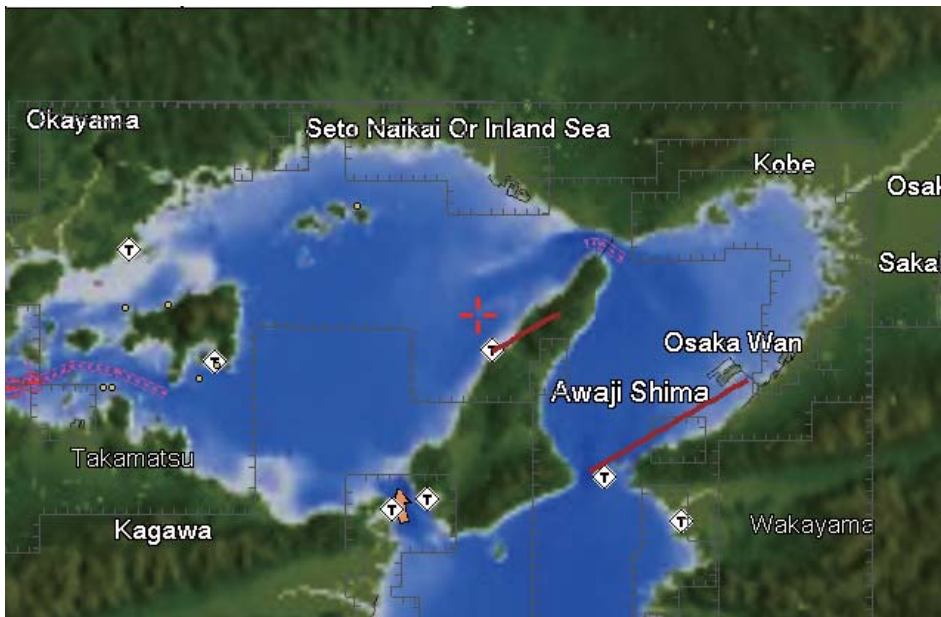 Okayama
Seto Naikai Or Inland Sea
Kobe
Osak
T
Sakai
T
T
Osaka Wan
Awaji Shima
Takamatsu
T
T
T
T
Kagawa
Wakayama